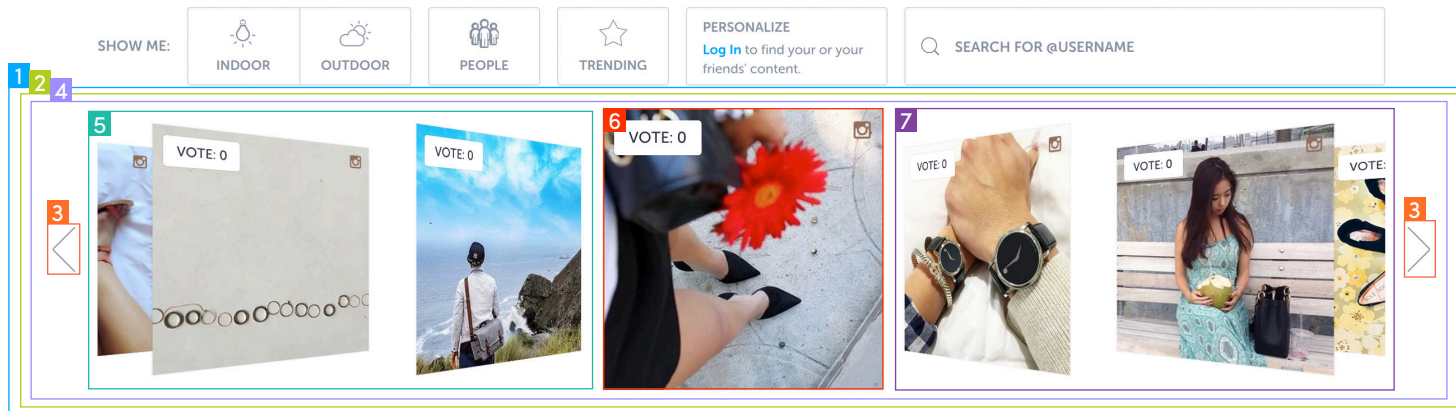 SHOW ME:
INDOOR
OUTDOOR
PEOPLE
TRENDING
PERSONALIZE
Log In to find your or your
friends' content.
SEARCH FOR @USERNAME
1
2
4
5
VOTE: 0
VOTE: 0
6
VOTE: 0
7
VOTE: 0
VOTE: 0
VOTE:
3
3